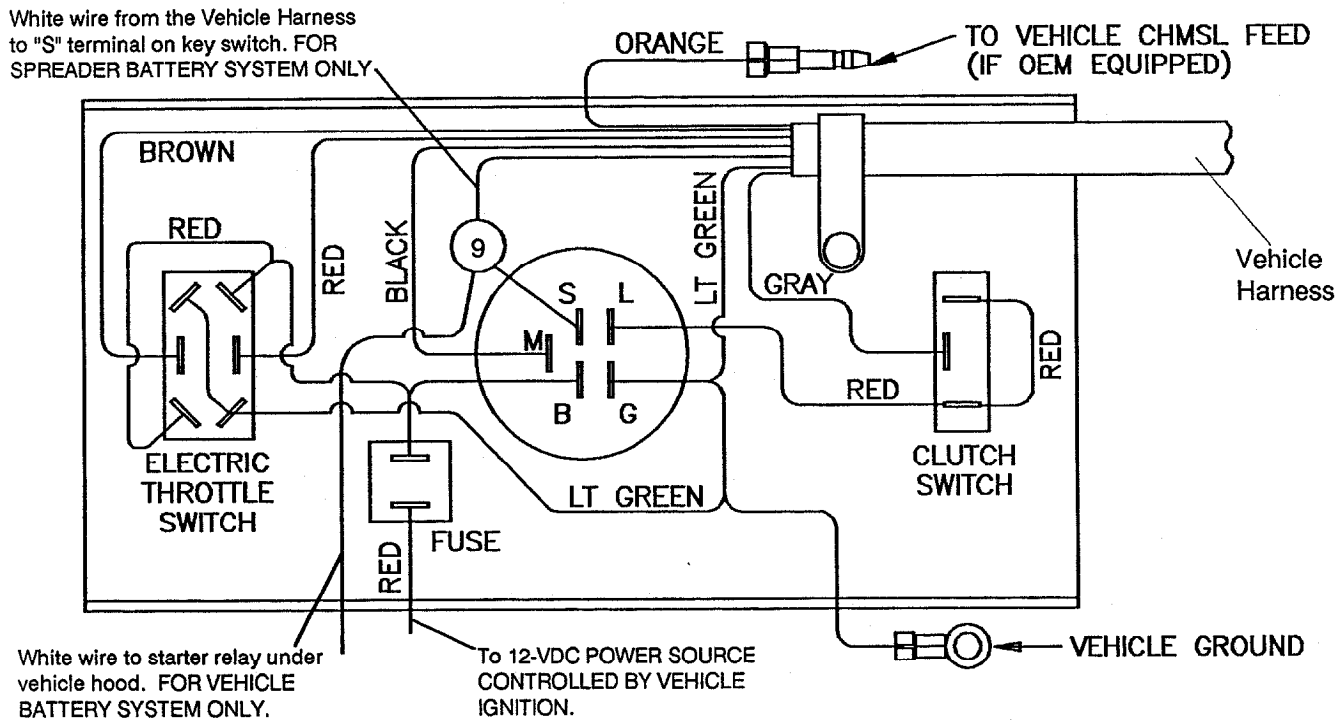 White wire from the Vehicle Harness
to "S" terminal on key switch. FOR
SPREADER BATTERY SYSTEM ONLY
ORANGE
TO VEHICLE CHMSL FEED
(IF OEM EQUIPPED)
BROWN
RED
RED
BLACK
9
LT GREEN
GRAY
Vehicle
Harness
S
L
M
B
G
RED
RED
ELECTRIC
THROTTLE
SWITCH
CLUTCH
SWITCH
LT GREEN
FUSE
RED
White wire to starter relay under
vehicle hood. FOR VEHICLE
BATTERY SYSTEM ONLY.
To 12-VDC POWER SOURCE
CONTROLLED BY VEHICLE
IGNITION.
VEHICLE GROUND